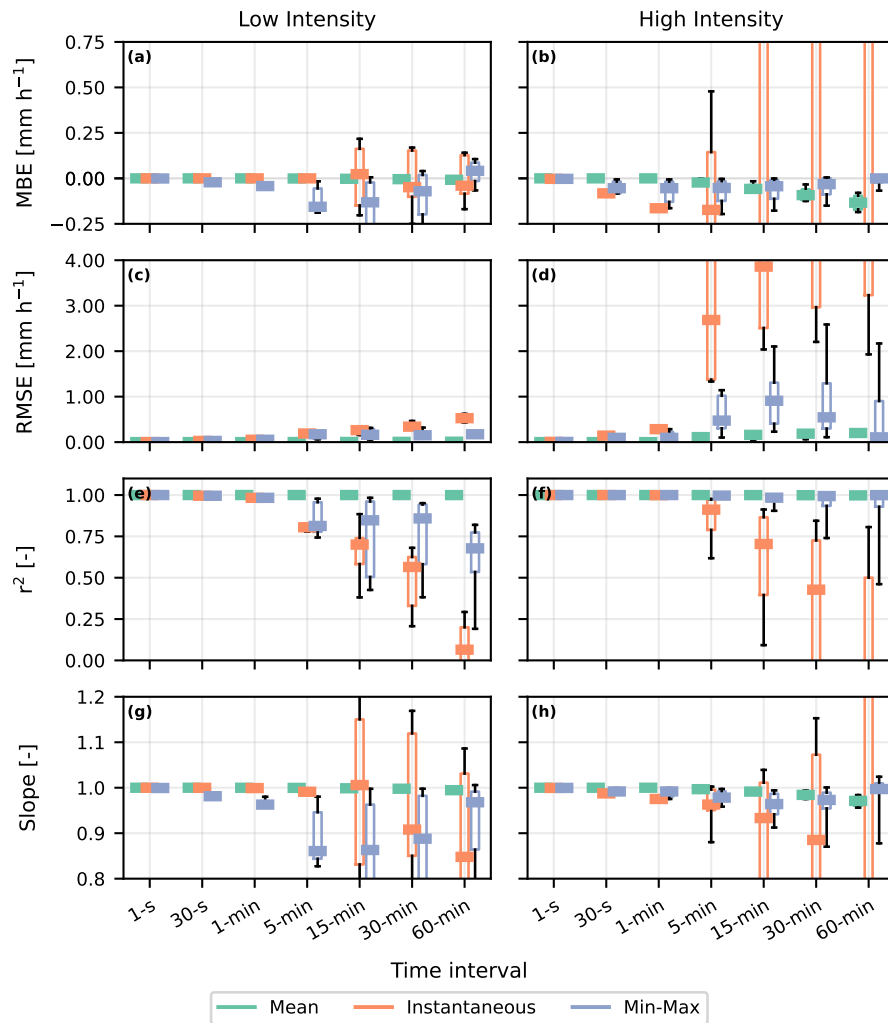 Low Intensity
High Intensity
(a)
(b)
0.75
0.50
0.25
0.00
−0.25
MBE [mm h⁻¹]
(c)
(d)
4.00
3.00
2.00
1.00
0.00
RMSE [mm h⁻¹]
(e)
(f)
1.00
0.75
0.50
0.25
0.00
r² [-]
(g)
(h)
1.2
1.1
1.0
0.9
0.8
Slope [-]
1-s 30-s 1-min 5-min 15-min 30-min 60-min
1-s 30-s 1-min 5-min 15-min 30-min 60-min
Time interval
Mean Instantaneous Min-Max